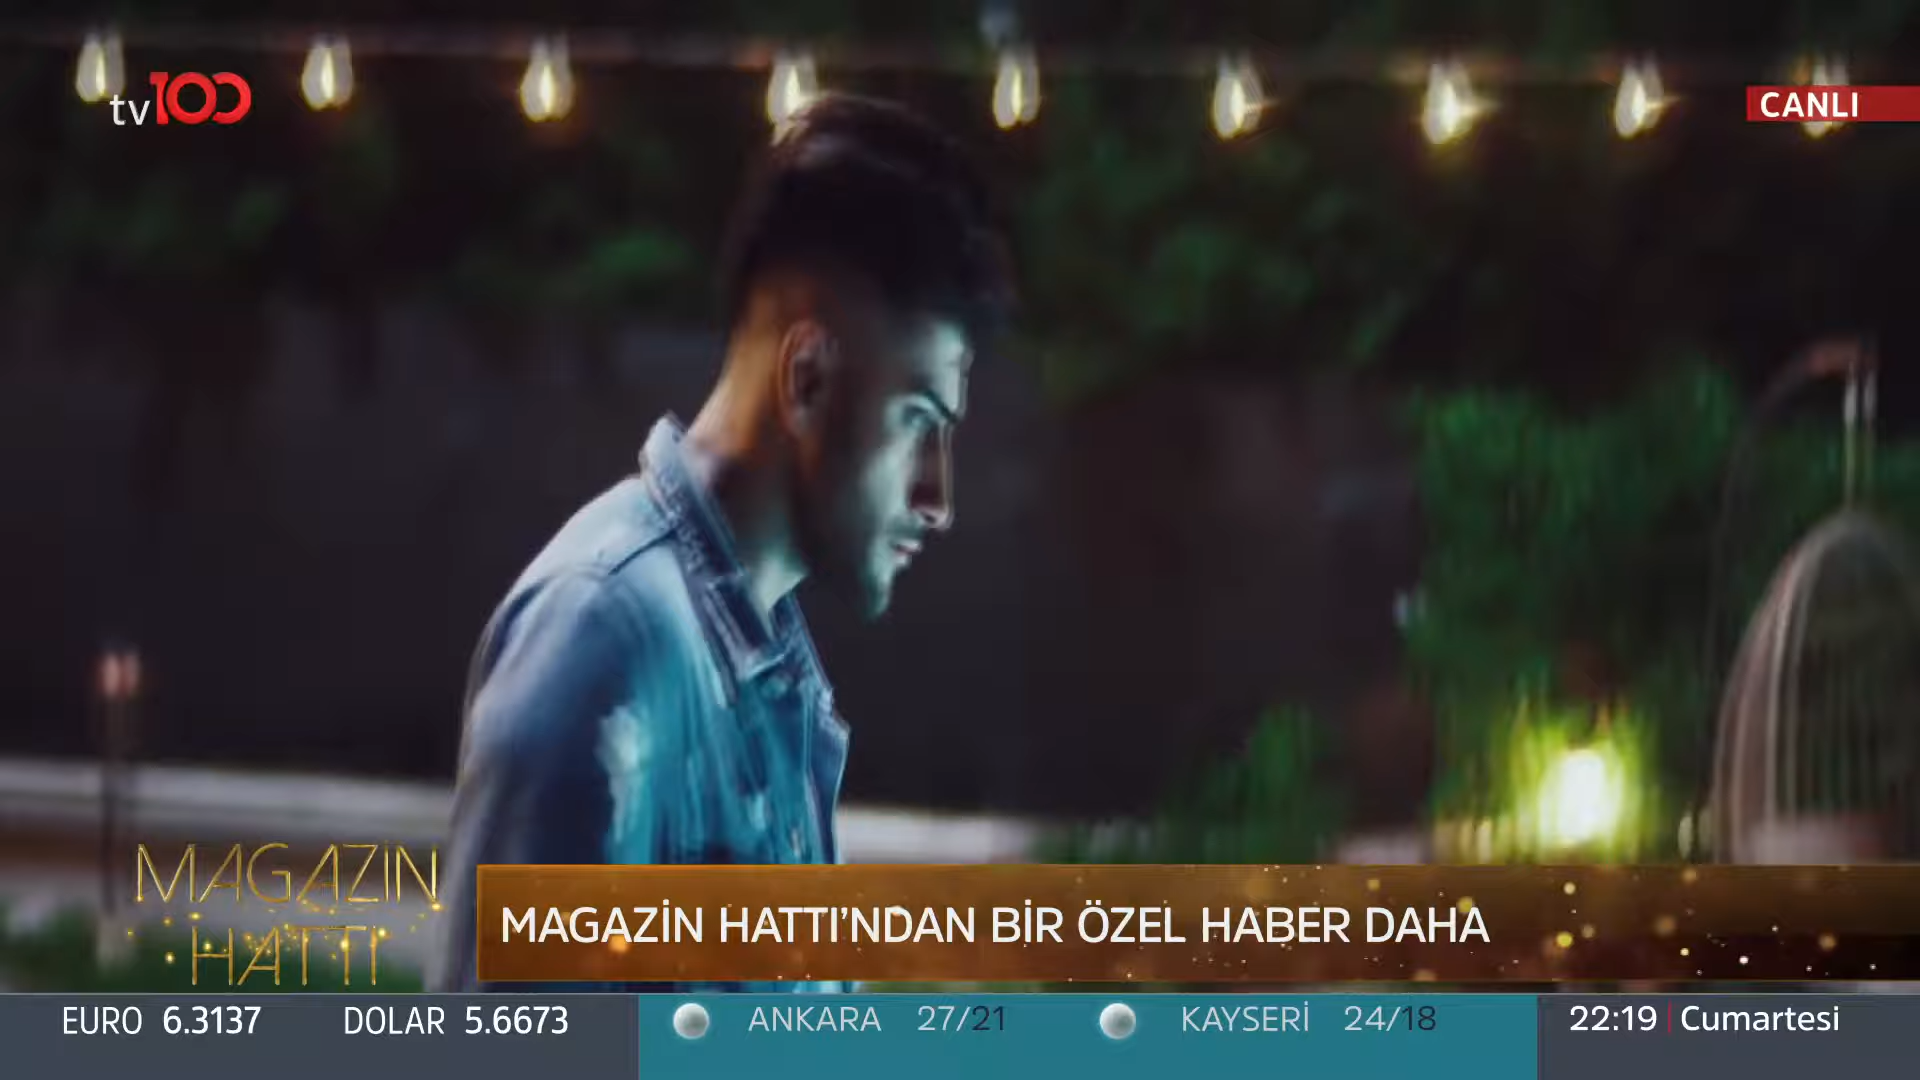 tv100
CANLI
MAGAZİN
HATTI
MAGAZİN HATTI’NDAN BİR ÖZEL HABER DAHA
EURO 6.3137 DOLAR 5.6673 ANKARA 27/21 KAYSERİ 24/18 22:19 Cumartesi